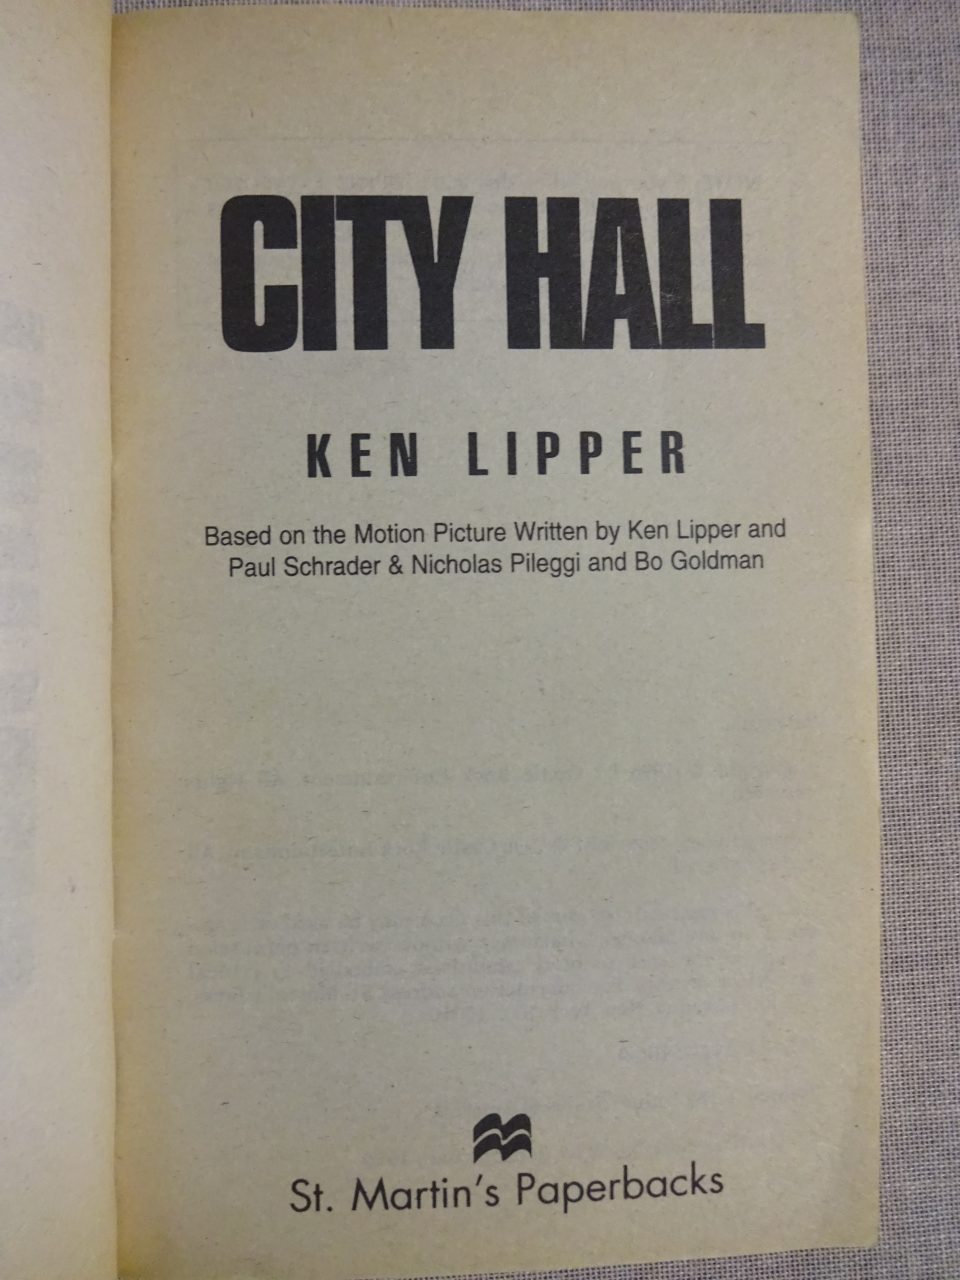 CITY HALL
KEN LIPPER
Based on the Motion Picture Written by Ken Lipper and
Paul Schrader & Nicholas Pileggi and Bo Goldman
St. Martin's Paperbacks